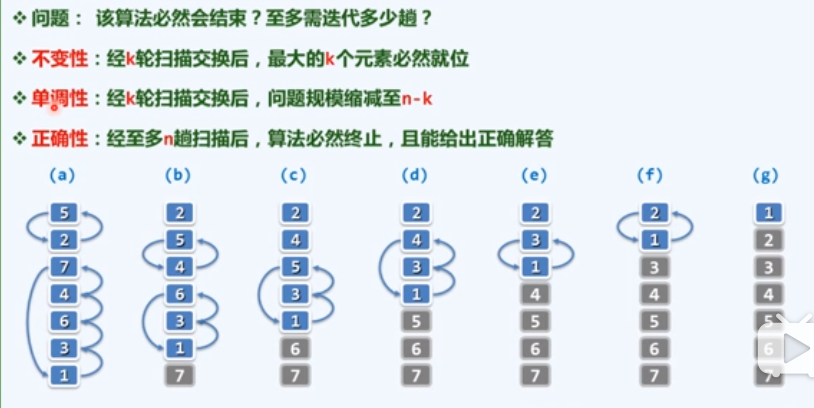 ❖ 问题： 该算法必然会结束？至多需迭代多少趟？
❖ 不变性：经k轮扫描交换后，最大的k个元素必然就位
❖ 单调性：经k轮扫描交换后，问题规模缩减至n-k
❖ 正确性：经至多n趟扫描后，算法必然终止，且能给出正确解答
(a) (b) (c) (d) (e) (f) (g)
5 2 2 2 2 2 1
2 5 4 4 3 1 2
7 4 5 3 1 3 3
4 6 3 1 4 4 4
6 3 1 5 5 5 5
3 1 6 6 6 6 6
1 7 7 7 7 7 7